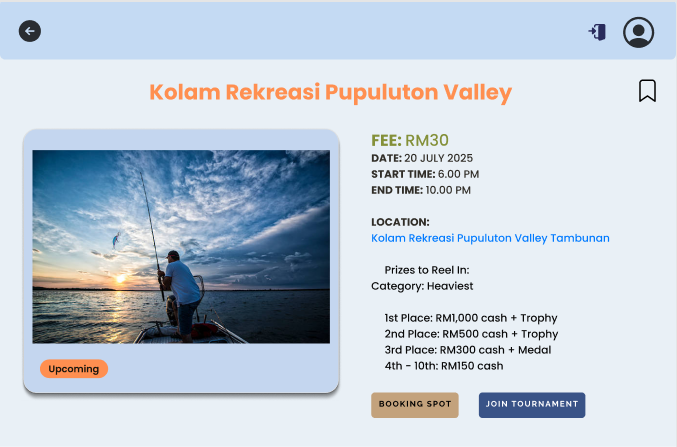 Kolam Rekreasi Pupuluton Valley
FEE: RM30
DATE: 20 JULY 2025
START TIME: 6.00 PM
END TIME: 10.00 PM
LOCATION:
Kolam Rekreasi Pupuluton Valley Tambunan
Prizes to Reel In:
Category: Heaviest
1st Place: RM1,000 cash + Trophy
2nd Place: RM500 cash + Trophy
3rd Place: RM300 cash + Medal
4th - 10th: RM150 cash
Upcoming
BOOKING SPOT
JOIN TOURNAMENT